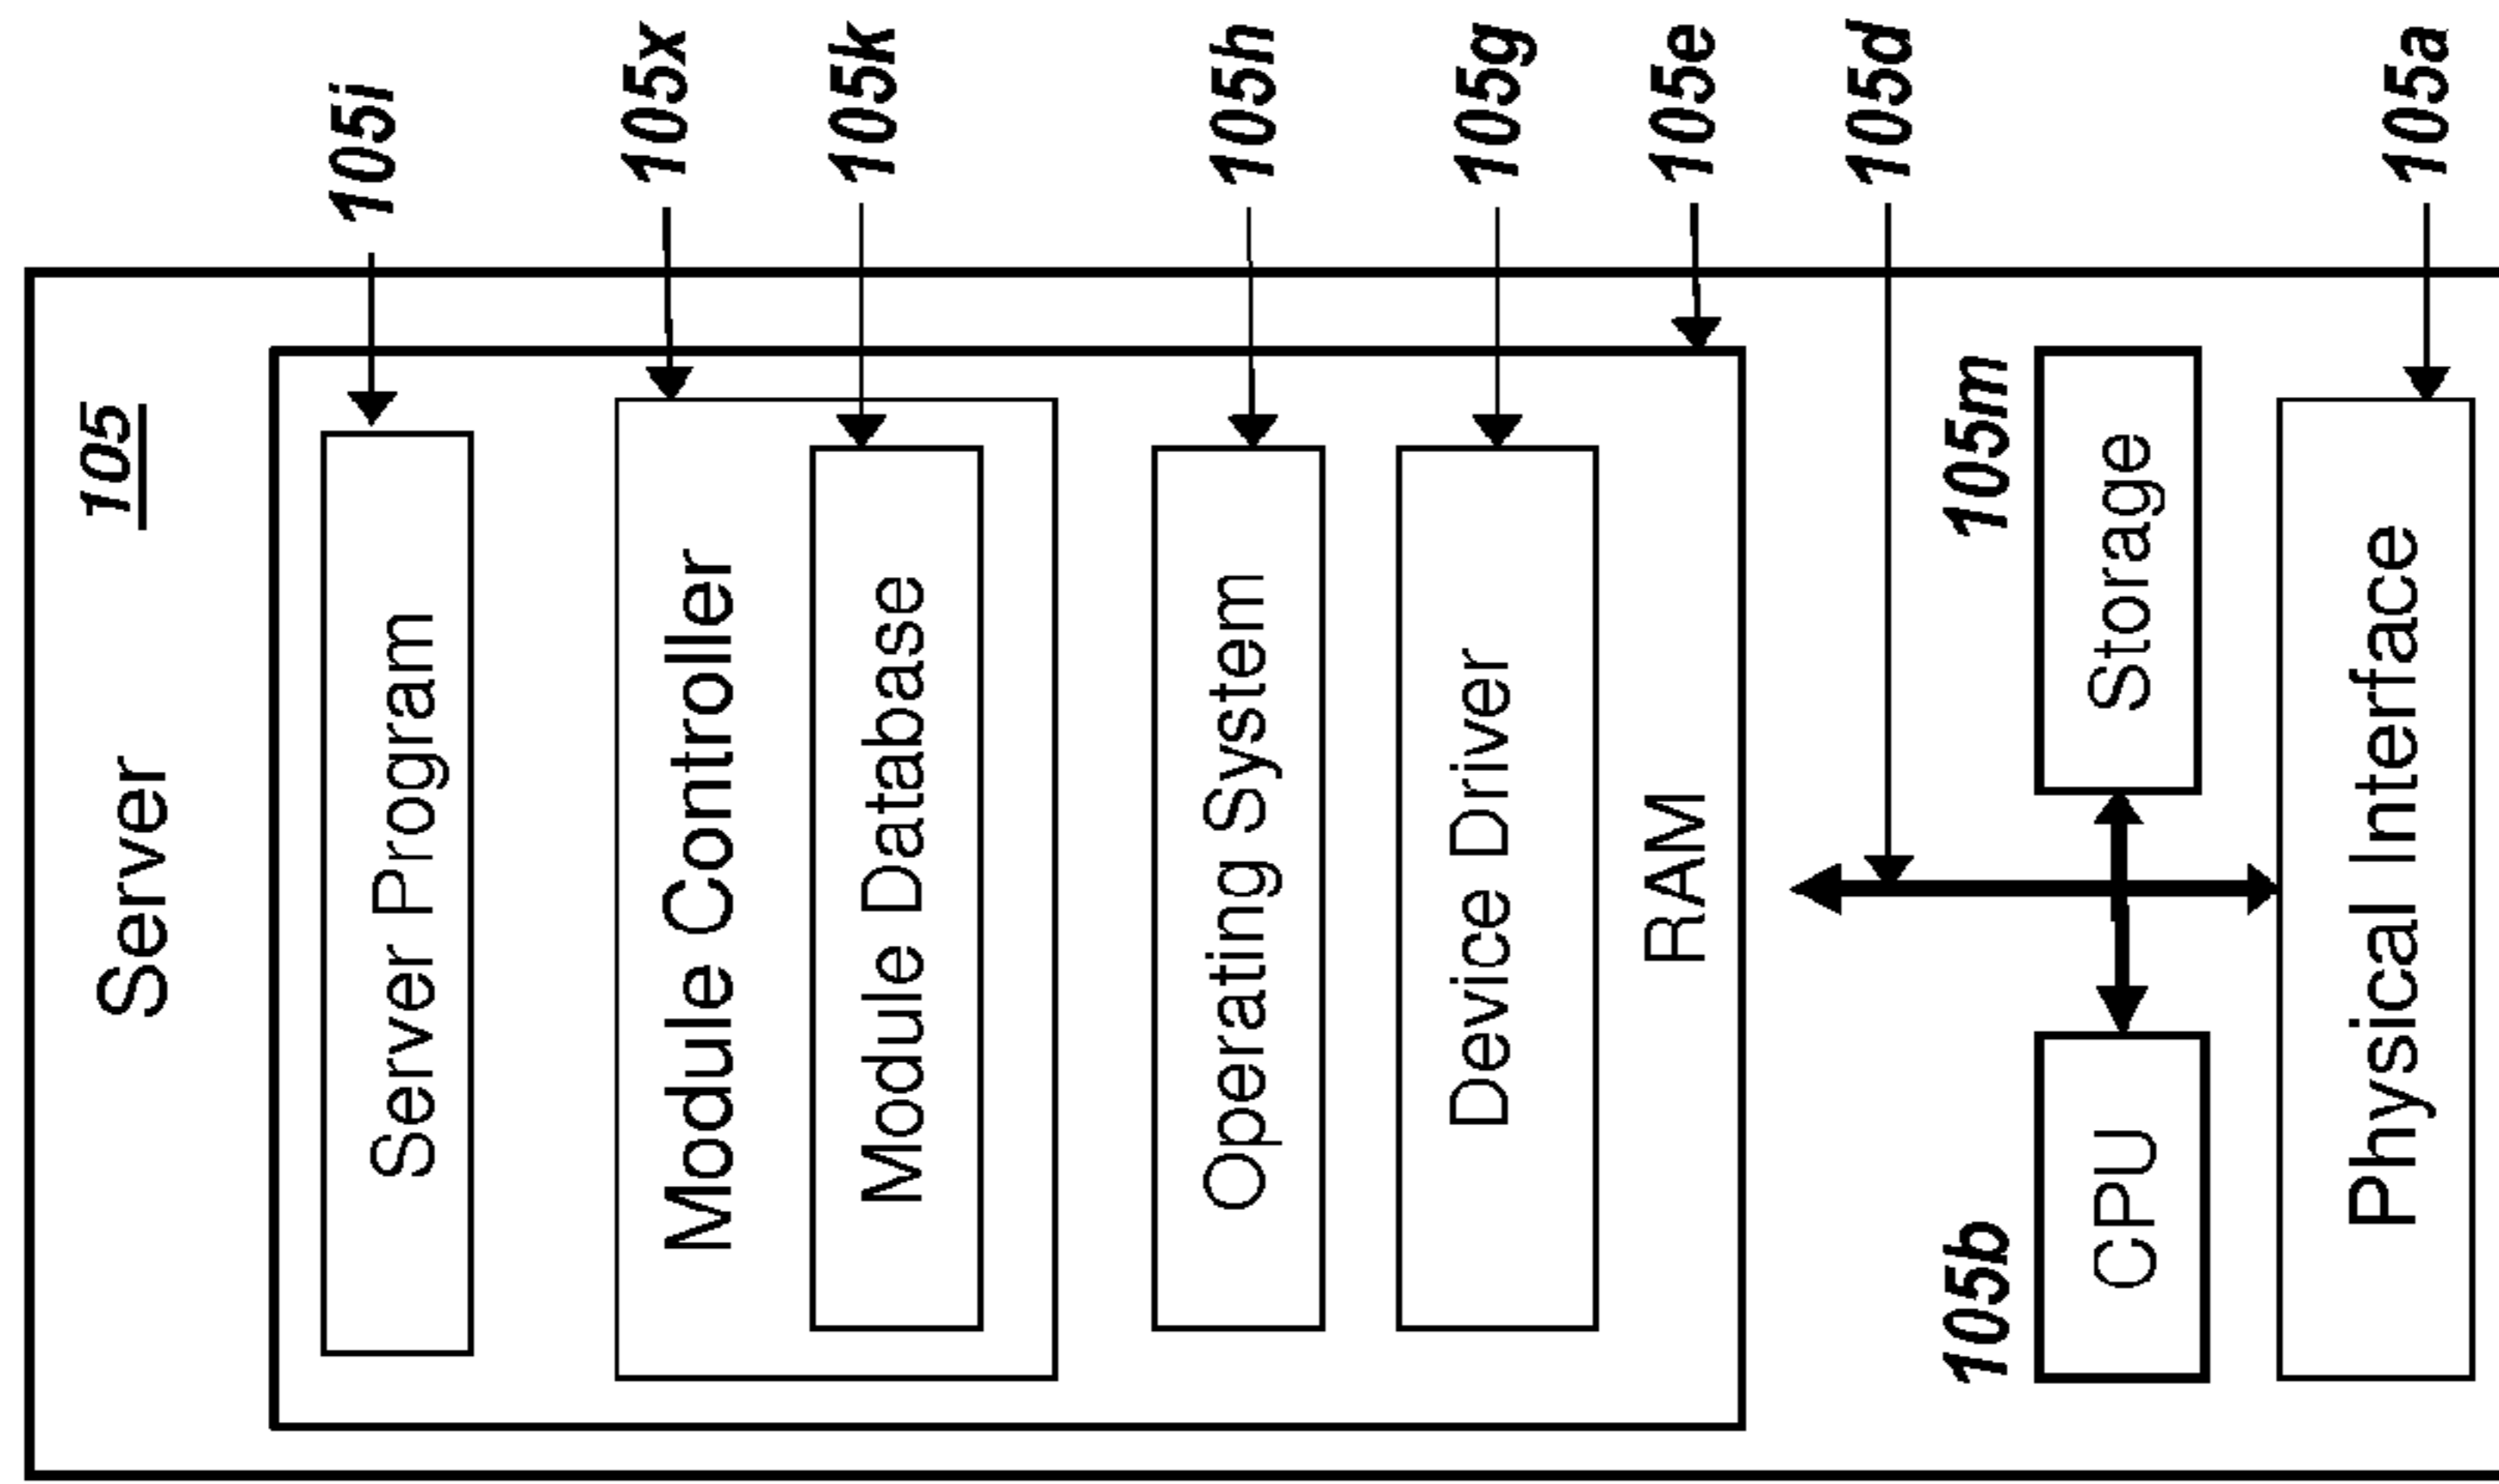 Server 105
Server Program 105i
Module Controller 105x
Module Database 105k
Operating System 105h
Device Driver 105g
RAM 105e
105d
105b 105m
CPU Storage
Physical Interface 105a